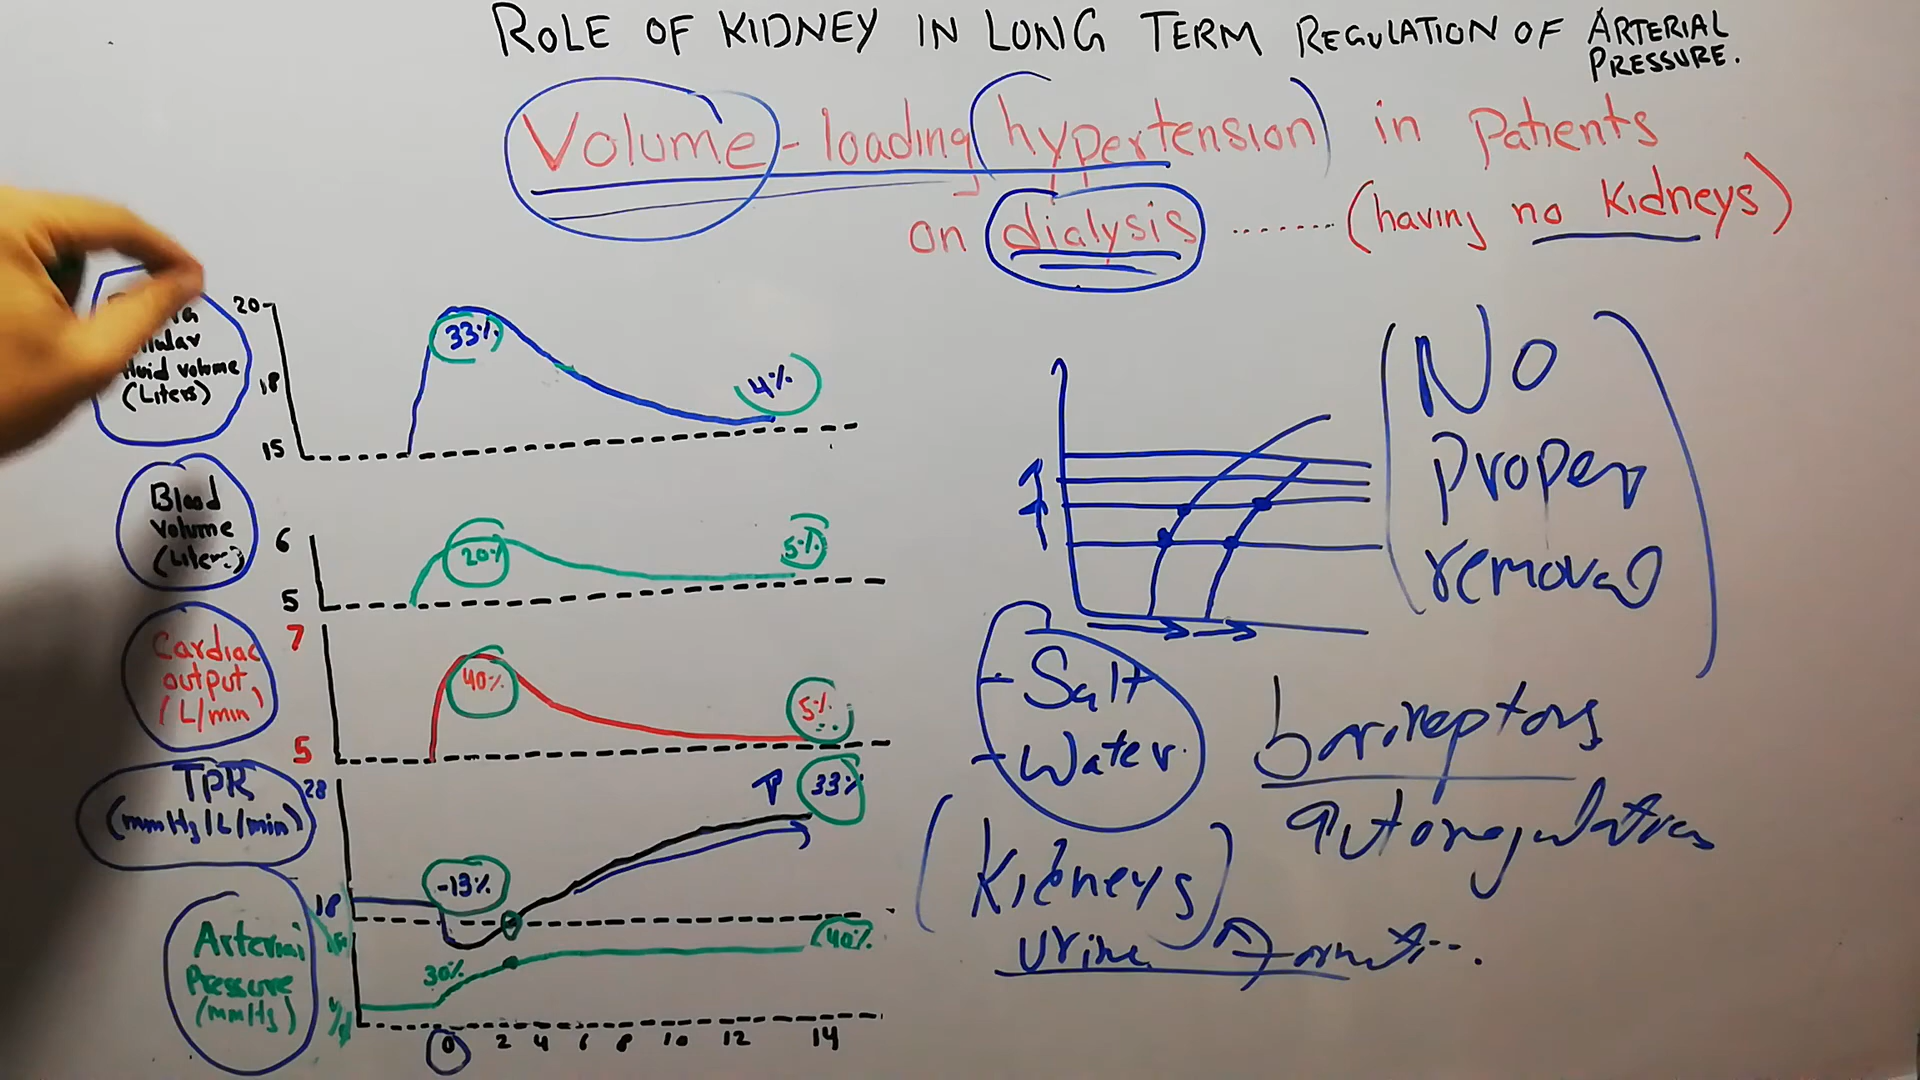 ROLE OF KIDNEY IN LONG TERM REGULATION OF ARTERIAL
PRESSURE.
Volume-loading hypertension in patients
on dialysis ....... (having no kidneys)
fluid volume
(Liters)
20
18
15
33%
4%
Blood
volume
6
5
20%
5%
Cardiac
output
(L/min)
7
5
40%
5%
TPR
(mmHg/L/min)
28
18
-13%
33%
Pressure
(mmHg)
30%
40%
0 2 4 6 8 10 12 14
No
proper
removal
- Salt
- Water.
(Kidneys)
urine